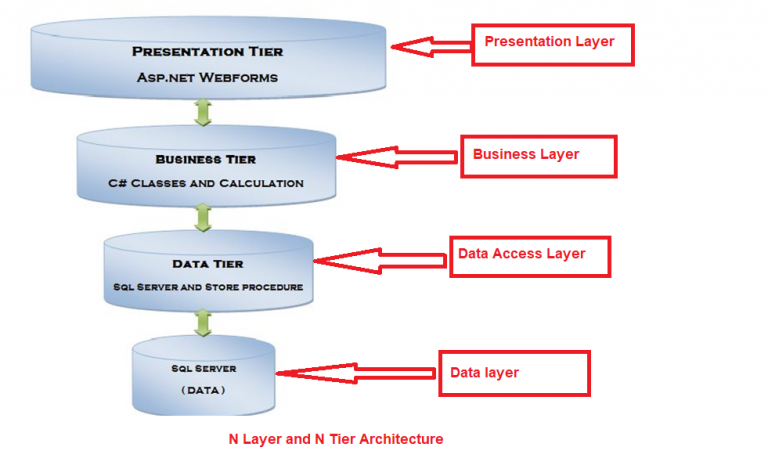 PRESENTATION TIER
ASP.NET WEBFORMS
Presentation Layer
BUSINESS TIER
C# CLASSES AND CALCULATION
Business Layer
DATA TIER
SQL SERVER AND STORE PROCEDURE
Data Access Layer
SQL SERVER
(DATA)
Data layer
N Layer and N Tier Architecture